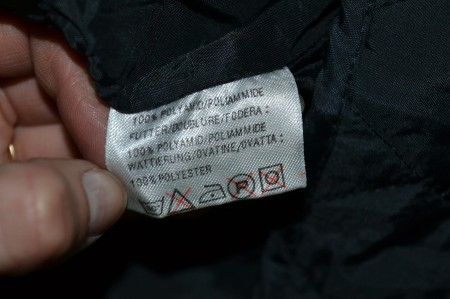 100% POLYAMID/POLIAMMIDE
FUTTER/DOUBLURE/FODERA:
100% POLYAMID/POLIAMMIDE
WATTIERUNG/OVATINE/OVATTA:
100% POLYESTER
P